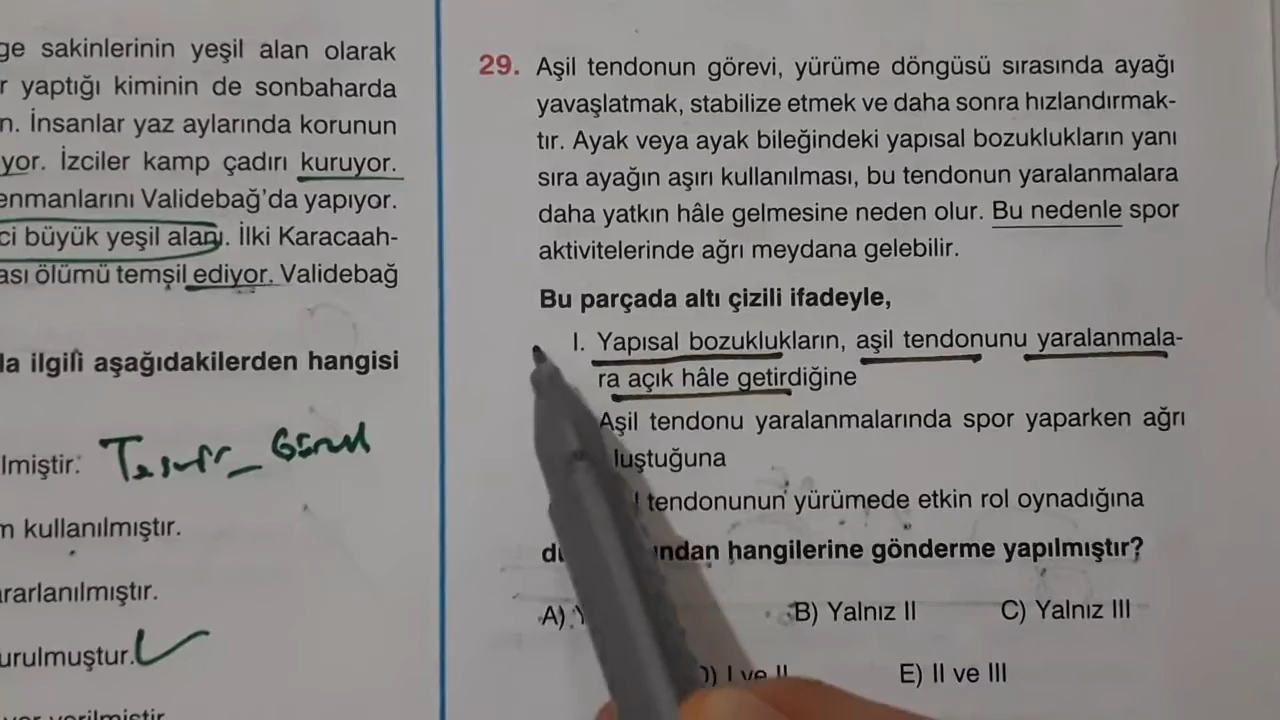 ge sakinlerinin yeşil alan olarak
r yaptığı kiminin de sonbaharda
n. İnsanlar yaz aylarında korunun
yor. İzciler kamp çadırı kuruyor.
enmanlarını Validebağ'da yapıyor.
ci büyük yeşil alanı. İlki Karacaah-
ası ölümü temsil ediyor. Validebağ
la ilgili aşağıdakilerden hangisi
lmiştir.
m kullanılmıştır.
rarlanılmıştır.
urulmuştur.
yer verilmiştir
29. Aşil tendonun görevi, yürüme döngüsü sırasında ayağı
yavaşlatmak, stabilize etmek ve daha sonra hızlandırmak-
tır. Ayak veya ayak bileğindeki yapısal bozuklukların yanı
sıra ayağın aşırı kullanılması, bu tendonun yaralanmalara
daha yatkın hâle gelmesine neden olur. Bu nedenle spor
aktivitelerinde ağrı meydana gelebilir.
Bu parçada altı çizili ifadeyle,
I. Yapısal bozuklukların, aşil tendonunu yaralanmala-
ra açık hâle getirdiğine
Aşil tendonu yaralanmalarında spor yaparken ağrı
luştuğuna
l tendonunun yürümede etkin rol oynadığına
ndan hangilerine gönderme yapılmıştır?
A) B) Yalnız II C) Yalnız III
D) I ve II E) II ve III